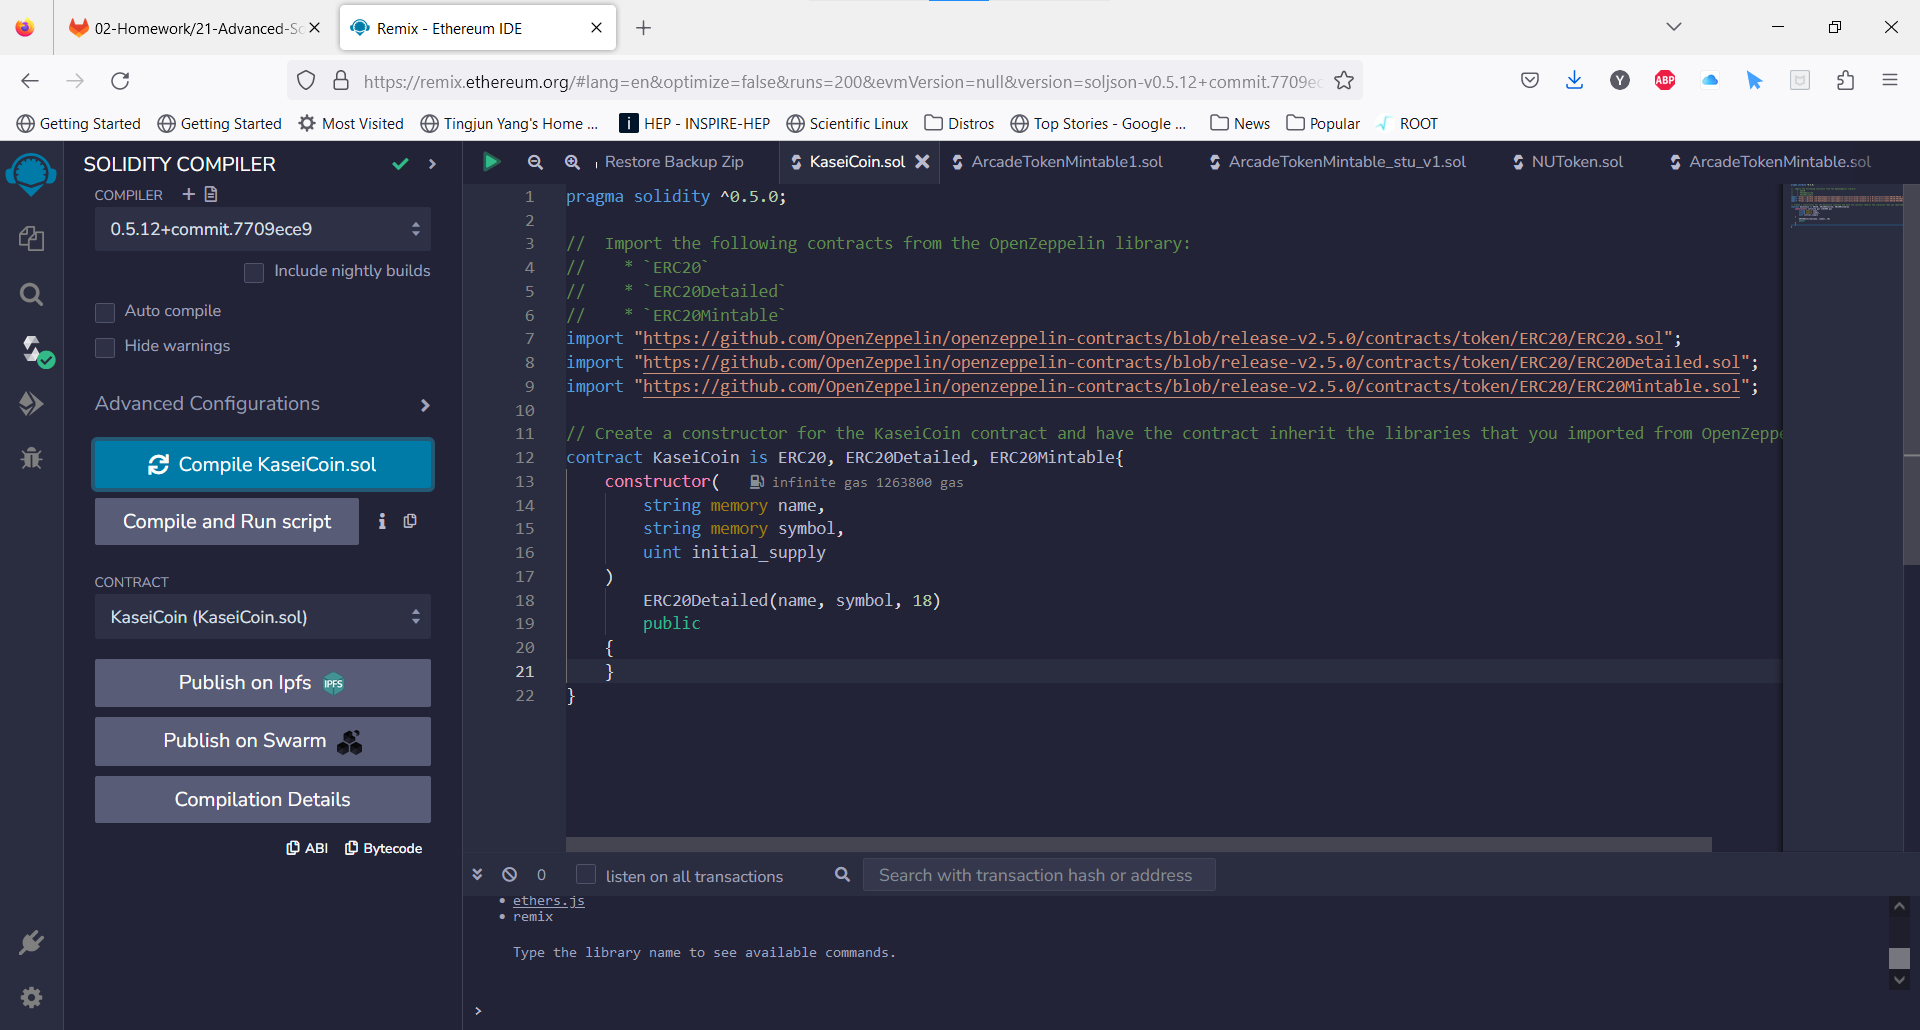 02-Homework/21-Advanced-So
Remix - Ethereum IDE
https://remix.ethereum.org/#lang=en&optimize=false&runs=200&evmVersion=null&version=soljson-v0.5.12+commit.7709ec
Y
ABP
Getting Started
Getting Started
Most Visited
Tingjun Yang's Home ...
i
HEP - INSPIRE-HEP
Scientific Linux
Distros
Top Stories - Google ...
News
Popular
ROOT
SOLIDITY COMPILER
COMPILER
0.5.12+commit.7709ece9
Include nightly builds
Auto compile
Hide warnings
Advanced Configurations
Compile KaseiCoin.sol
Compile and Run script
CONTRACT
KaseiCoin (KaseiCoin.sol)
Publish on Ipfs
IPFS
Publish on Swarm
Compilation Details
ABI
Bytecode
Restore Backup Zip
KaseiCoin.sol
ArcadeTokenMintable1.sol
ArcadeTokenMintable_stu_v1.sol
NUToken.sol
ArcadeTokenMintable.sol
1 pragma solidity ^0.5.0;
2
3 //  Import the following contracts from the OpenZeppelin library:
4 //    * `ERC20`
5 //    * `ERC20Detailed`
6 //    * `ERC20Mintable`
7 import "https://github.com/OpenZeppelin/openzeppelin-contracts/blob/release-v2.5.0/contracts/token/ERC20/ERC20.sol";
8 import "https://github.com/OpenZeppelin/openzeppelin-contracts/blob/release-v2.5.0/contracts/token/ERC20/ERC20Detailed.sol";
9 import "https://github.com/OpenZeppelin/openzeppelin-contracts/blob/release-v2.5.0/contracts/token/ERC20/ERC20Mintable.sol";
10
11 // Create a constructor for the KaseiCoin contract and have the contract inherit the libraries that you imported from OpenZeppe
12 contract KaseiCoin is ERC20, ERC20Detailed, ERC20Mintable{
13     constructor(   infinite gas 1263800 gas
14         string memory name,
15         string memory symbol,
16         uint initial_supply
17     )
18         ERC20Detailed(name, symbol, 18)
19         public
20     {
21     }
22 }
0
listen on all transactions
Search with transaction hash or address
• ethers.js
• remix
Type the library name to see available commands.
>